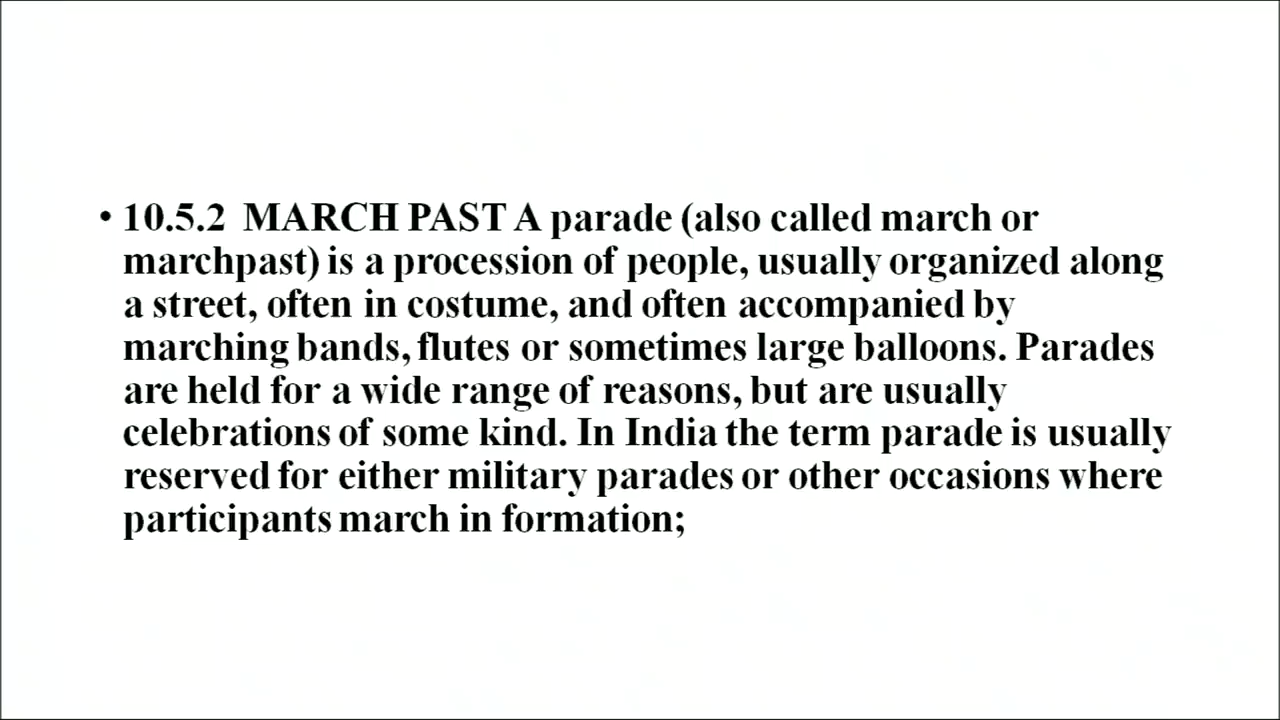 • 10.5.2 MARCH PAST A parade (also called march or
marchpast) is a procession of people, usually organized along
a street, often in costume, and often accompanied by
marching bands, flutes or sometimes large balloons. Parades
are held for a wide range of reasons, but are usually
celebrations of some kind. In India the term parade is usually
reserved for either military parades or other occasions where
participants march in formation;